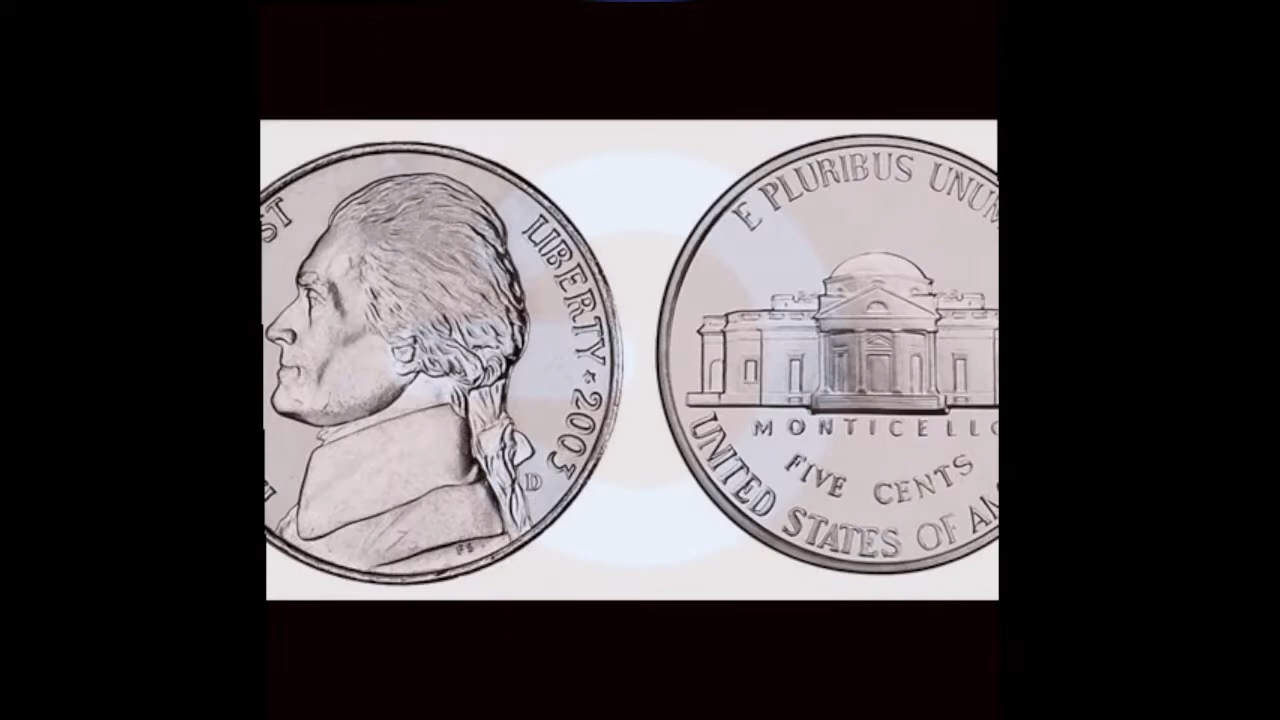 ST
LIBERTY ★ 2003
D
FS
E PLURIBUS UNUM
MONTICELLO
FIVE CENTS
UNITED STATES OF AM